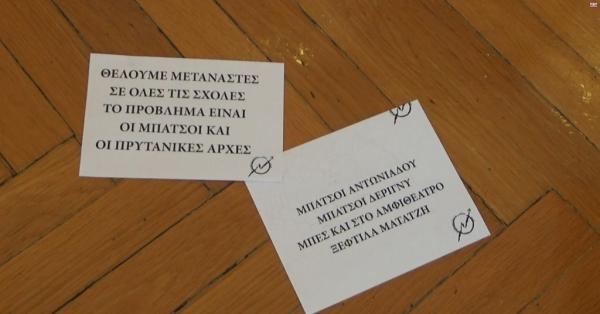 ΘΕΛΟΥΜΕ ΜΕΤΑΝΑΣΤΕΣ
ΣΕ ΟΛΕΣ ΤΙΣ ΣΧΟΛΕΣ
ΤΟ ΠΡΟΒΛΗΜΑ ΕΙΝΑΙ
ΟΙ ΜΠΑΤΣΟΙ ΚΑΙ
ΟΙ ΠΡΥΤΑΝΙΚΕΣ ΑΡΧΕΣ
ΜΠΑΤΣΟΙ ΑΝΤΩΝΙΑΔΟΥ
ΜΠΑΤΣΟΙ ΔΕΡΙΓΝΥ
ΜΠΕΣ ΚΑΙ ΣΤΟ ΑΜΦΙΘΕΑΤΡΟ
ΞΕΦΤΙΛΑ ΜΑΤΑΤΖΗ